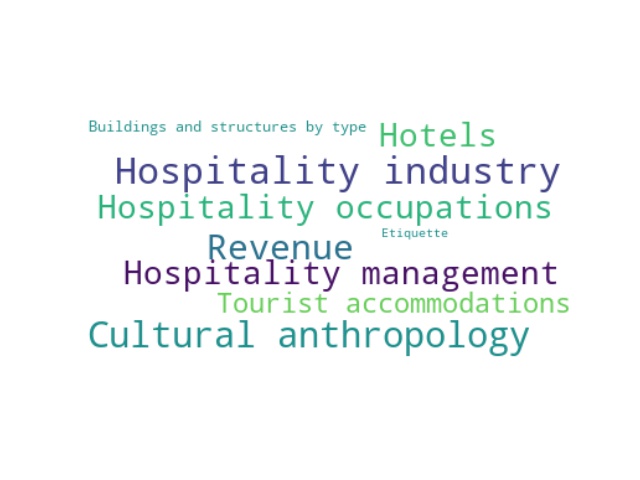 Buildings and structures by type
Hotels
Hospitality industry
Hospitality occupations
Etiquette
Revenue
Hospitality management
Tourist accommodations
Cultural anthropology